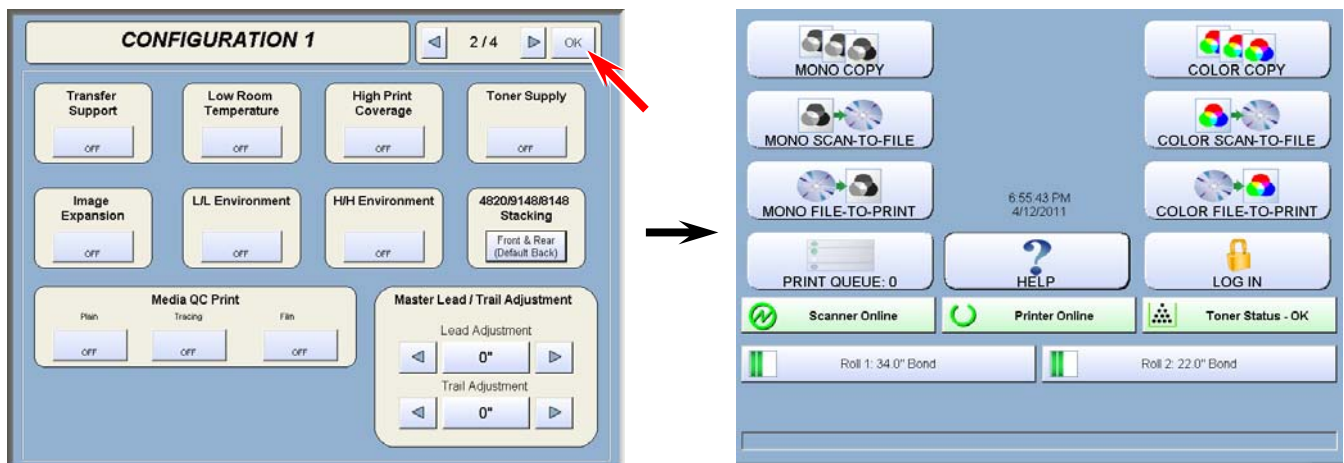 CONFIGURATION 1
2 / 4
OK
Transfer
Support
OFF
Low Room
Temperature
OFF
High Print
Coverage
OFF
Toner Supply
OFF
Image
Expansion
OFF
L/L Environment
OFF
H/H Environment
OFF
4820/9148/8148
Stacking
Front & Rear
(Default Back)
Media QC Print
Plain
Tracing
Film
OFF
OFF
OFF
Master Lead / Trail Adjustment
Lead Adjustment
0"
Trail Adjustment
0"
MONO COPY
COLOR COPY
MONO SCAN-TO-FILE
COLOR SCAN-TO-FILE
MONO FILE-TO-PRINT
6:55:43 PM
4/12/2011
COLOR FILE-TO-PRINT
PRINT QUEUE: 0
HELP
LOG IN
Scanner Online
Printer Online
Toner Status - OK
Roll 1: 34.0" Bond
Roll 2: 22.0" Bond